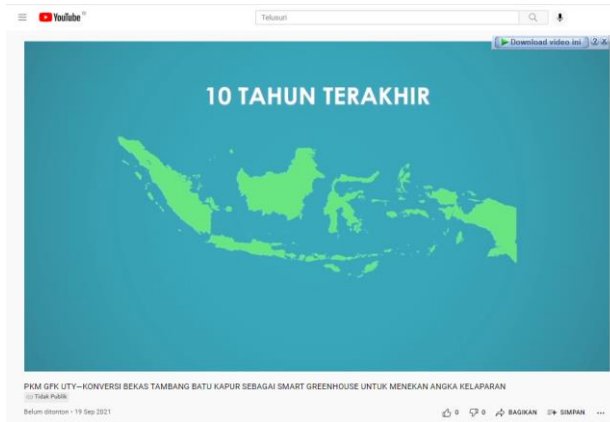 YouTube ID
Telusuri
Download video ini
10 TAHUN TERAKHIR
PKM GFK UTY—KONVERSI BEKAS TAMBANG BATU KAPUR SEBAGAI SMART GREENHOUSE UNTUK MENEKAN ANGKA KELAPARAN
Tidak Publik
Belum ditonton • 19 Sep 2021
0 0 BAGIKAN SIMPAN